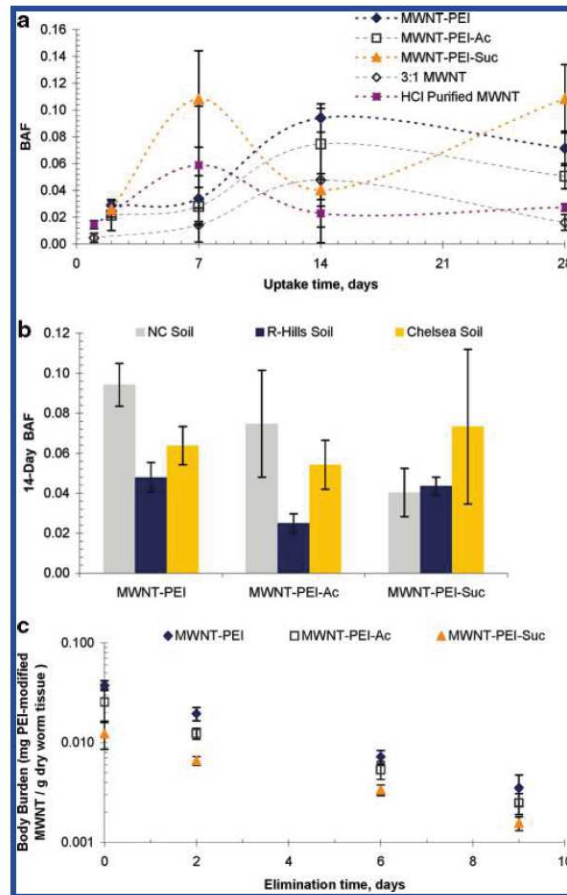 a
MWNT-PEI
MWNT-PEI-Ac
MWNT-PEI-Suc
3:1 MWNT
HCl Purified MWNT
BAF
0.16
0.14
0.12
0.10
0.08
0.06
0.04
0.02
0.00
0 7 14 21 28
Uptake time, days
b
NC Soil R-Hills Soil Chelsea Soil
14-Day BAF
0.12
0.10
0.08
0.06
0.04
0.02
0.00
MWNT-PEI MWNT-PEI-Ac MWNT-PEI-Suc
c
MWNT-PEI MWNT-PEI-Ac MWNT-PEI-Suc
Body Burden (mg PEI-modified
MWNT / g dry worm tissue)
0.100
0.010
0.001
0 2 4 6 8 10
Elimination time, days